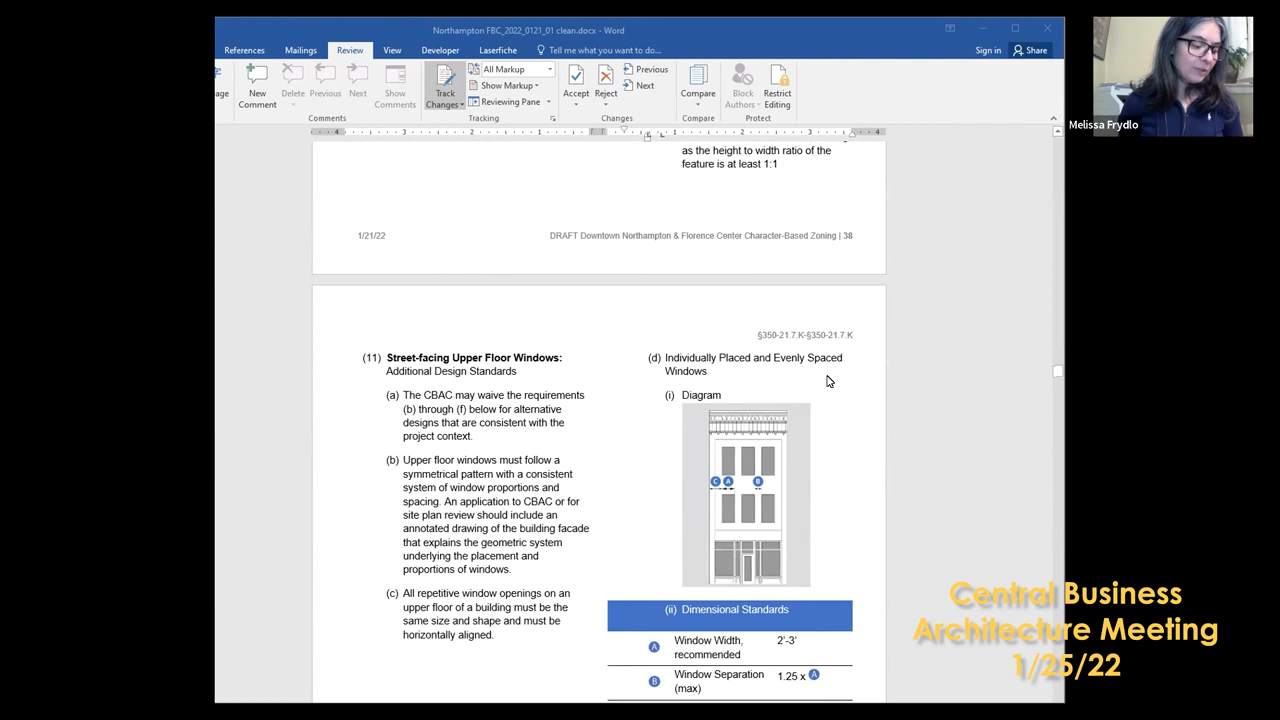 Northampton FBC_2022_0121_01 clean.docx - Word
References Mailings Review View Developer Laserfiche Tell me what you want to do... Sign in Share
New Comment Delete Previous Next Show Comments
Comments
Track Changes
All Markup
Show Markup
Reviewing Pane
Tracking
Accept Reject
Previous
Next
Changes
Compare
Compare
Block Authors Restrict Editing
Protect
Melissa Frydlo
4 3 2 1 1 2 3 4
as the height to width ratio of the
feature is at least 1:1
1/21/22 DRAFT Downtown Northampton & Florence Center Character-Based Zoning | 38
§350-21.7.K-§350-21.7.K
(11) Street-facing Upper Floor Windows:
Additional Design Standards
(a) The CBAC may waive the requirements
(b) through (f) below for alternative
designs that are consistent with the
project context.
(b) Upper floor windows must follow a
symmetrical pattern with a consistent
system of window proportions and
spacing. An application to CBAC or for
site plan review should include an
annotated drawing of the building facade
that explains the geometric system
underlying the placement and
proportions of windows.
(c) All repetitive window openings on an
upper floor of a building must be the
same size and shape and must be
horizontally aligned.
(d) Individually Placed and Evenly Spaced
Windows
(i) Diagram
C A B
(ii) Dimensional Standards
A Window Width, recommended 2'-3'
B Window Separation (max) 1.25 x A
Central Business
Architecture Meeting
1/25/22